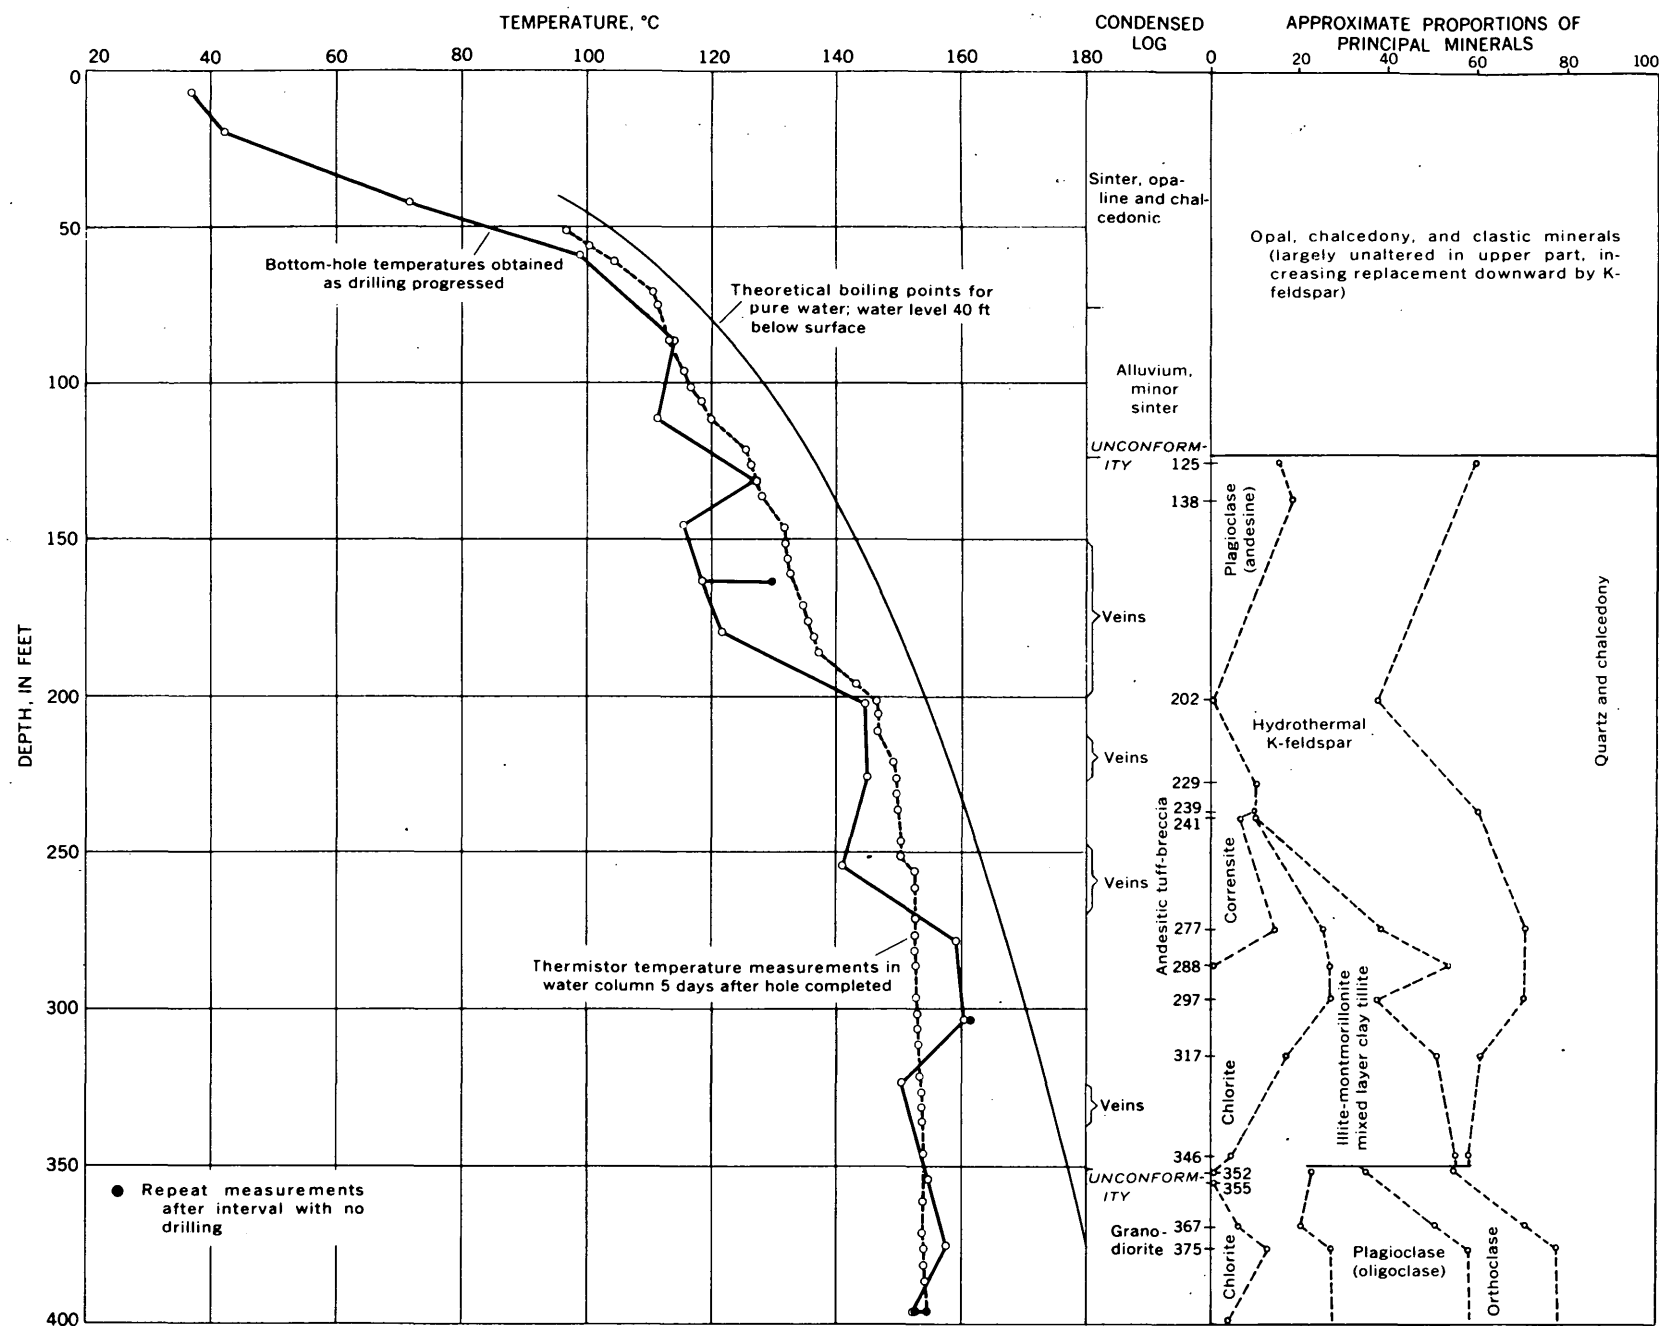 TEMPERATURE, °C
20 40 60 80 100 120 140 160 180
CONDENSED
LOG
APPROXIMATE PROPORTIONS OF
PRINCIPAL MINERALS
0 20 40 60 80 100
DEPTH, IN FEET
0
50
100
150
200
250
300
350
400
Bottom-hole temperatures obtained
as drilling progressed
Theoretical boiling points for
pure water; water level 40 ft
below surface
Thermistor temperature measurements in
water column 5 days after hole completed
● Repeat measurements
after interval with no
drilling
Sinter, opa-
line and chal-
cedonic
Alluvium,
minor
sinter
UNCONFORM-
ITY
Veins
Veins
Veins
Veins
Andesitic tuff-breccia
UNCONFORM-
ITY
Grano-
diorite
125
138
202
229
239
241
277
288
297
317
346
352
355
367
375
Opal, chalcedony, and clastic minerals
(largely unaltered in upper part, in-
creasing replacement downward by K-
feldspar)
Plagioclase
(andesine)
Hydrothermal
K-feldspar
Quartz and chalcedony
Corrensite
Illite-montmorillonite
mixed layer clay tillite
Chlorite
Chlorite
Plagioclase
(oligoclase)
Orthoclase